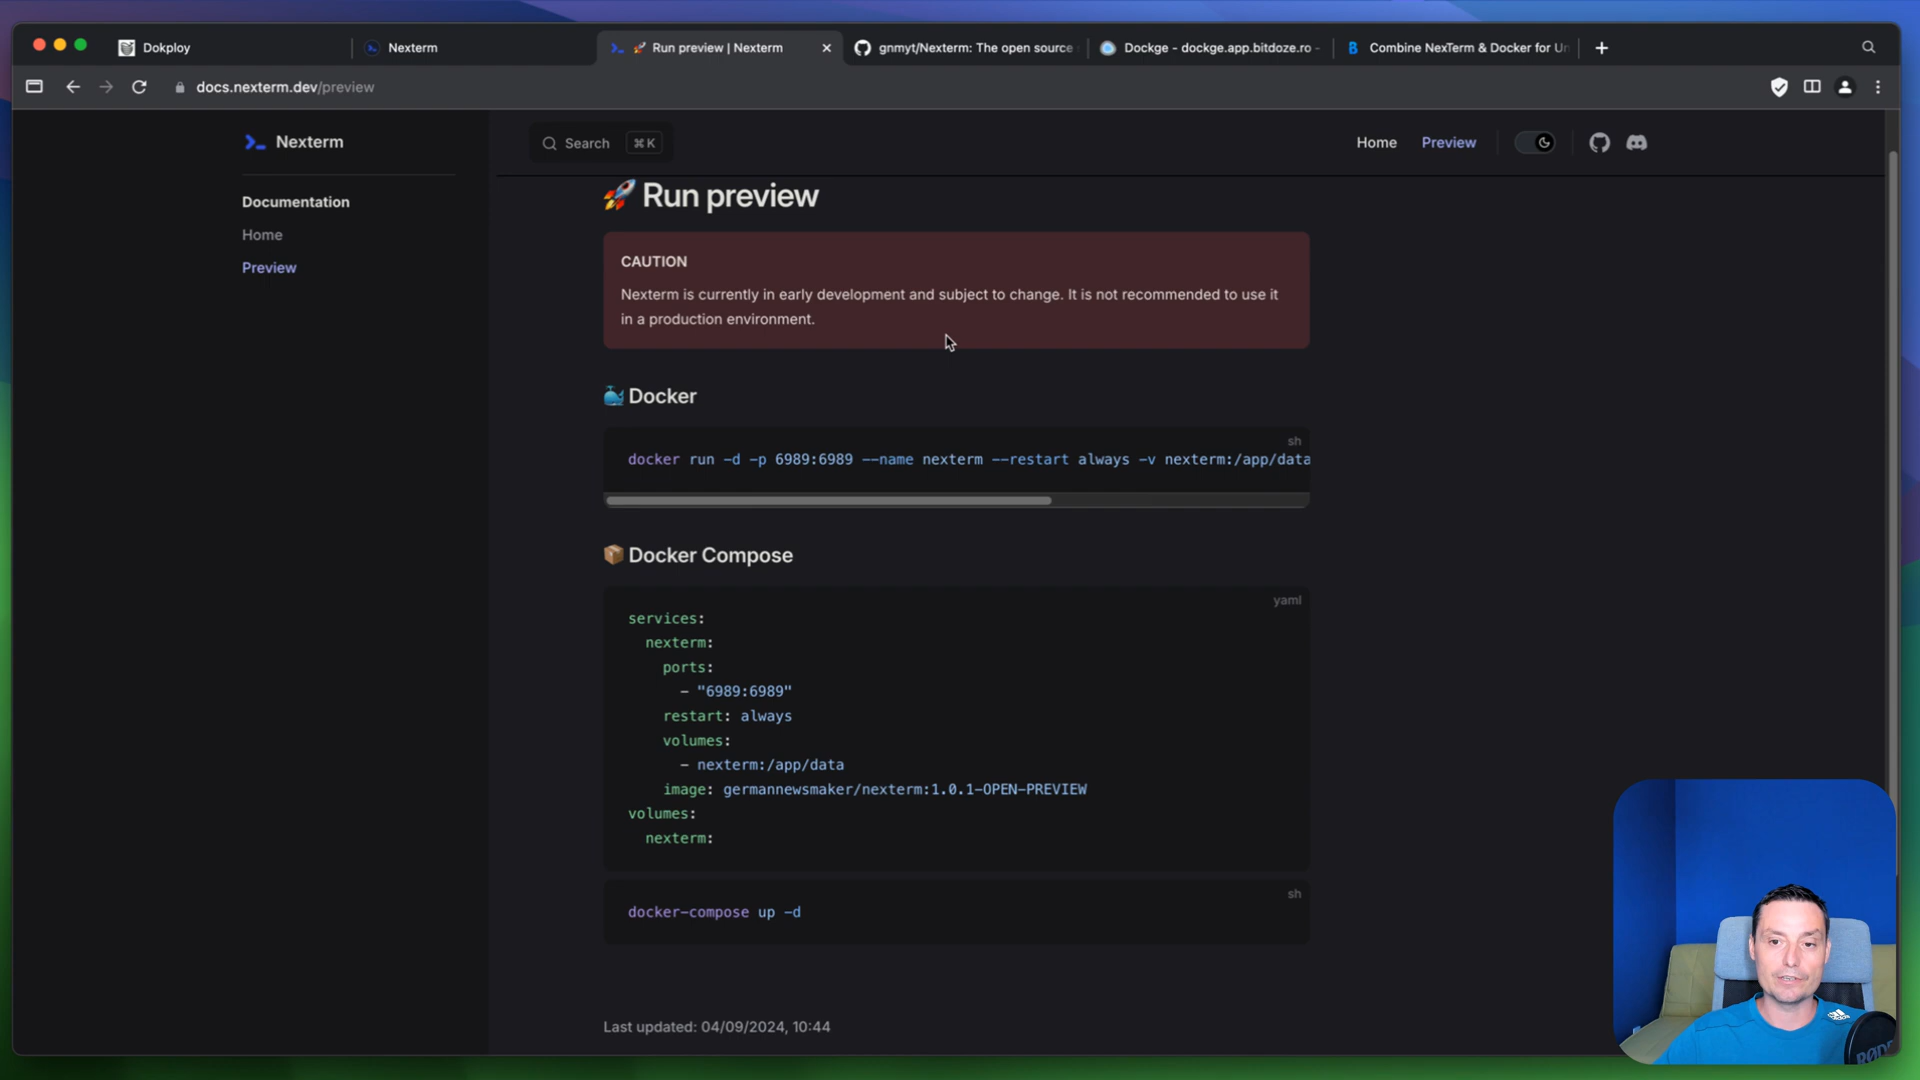 Dokploy
Nexterm
🚀 Run preview | Nexterm
gnmyt/Nexterm: The open source
Dockge - dockge.app.bitdoze.ro -
Combine NexTerm & Docker for Un
docs.nexterm.dev/preview
Nexterm
Search
⌘K
Home
Preview
Documentation
Home
Preview
🚀 Run preview
CAUTION
Nexterm is currently in early development and subject to change. It is not recommended to use it
in a production environment.
🐳 Docker
sh
docker run -d -p 6989:6989 --name nexterm --restart always -v nexterm:/app/data
📦 Docker Compose
yaml
services:
nexterm:
ports:
- "6989:6989"
restart: always
volumes:
- nexterm:/app/data
image: germannewsmaker/nexterm:1.0.1-OPEN-PREVIEW
volumes:
nexterm:
sh
docker-compose up -d
Last updated: 04/09/2024, 10:44
RØDE